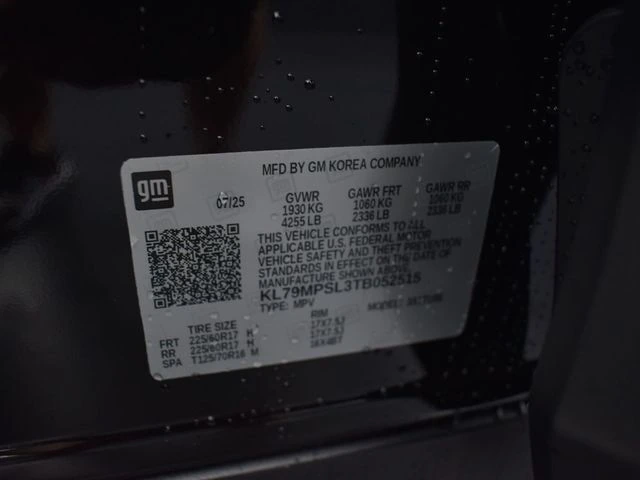 MFD BY GM KOREA COMPANY
gm
07/25
GVWR GAWR FRT GAWR RR
1930 KG 1060 KG 1060 KG
4255 LB 2336 LB 2336 LB
THIS VEHICLE CONFORMS TO ALL
APPLICABLE U.S. FEDERAL MOTOR
VEHICLE SAFETY AND THEFT PREVENTION
STANDARDS IN EFFECT ON THE DATE OF
MANUFACTURE SHOWN ABOVE.
KL79MPSL3TB052515
TYPE: MPV MODEL:
TIRE SIZE RIM
FRT 225/60R17 H 17X7.5J
RR 225/60R17 H 17X7.5J
SPA T125/70R16 M 16X4BT